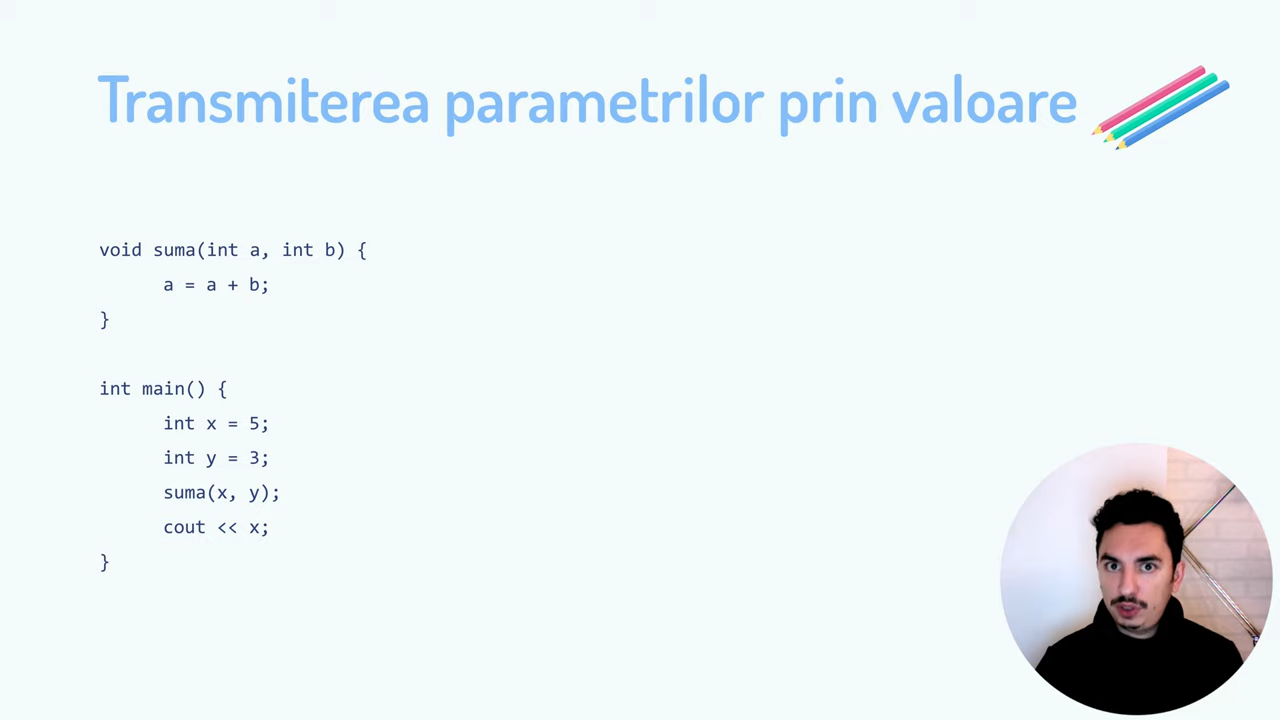 Transmiterea parametrilor prin valoare
void suma(int a, int b) {
a = a + b;
}
int main() {
int x = 5;
int y = 3;
suma(x, y);
cout << x;
}